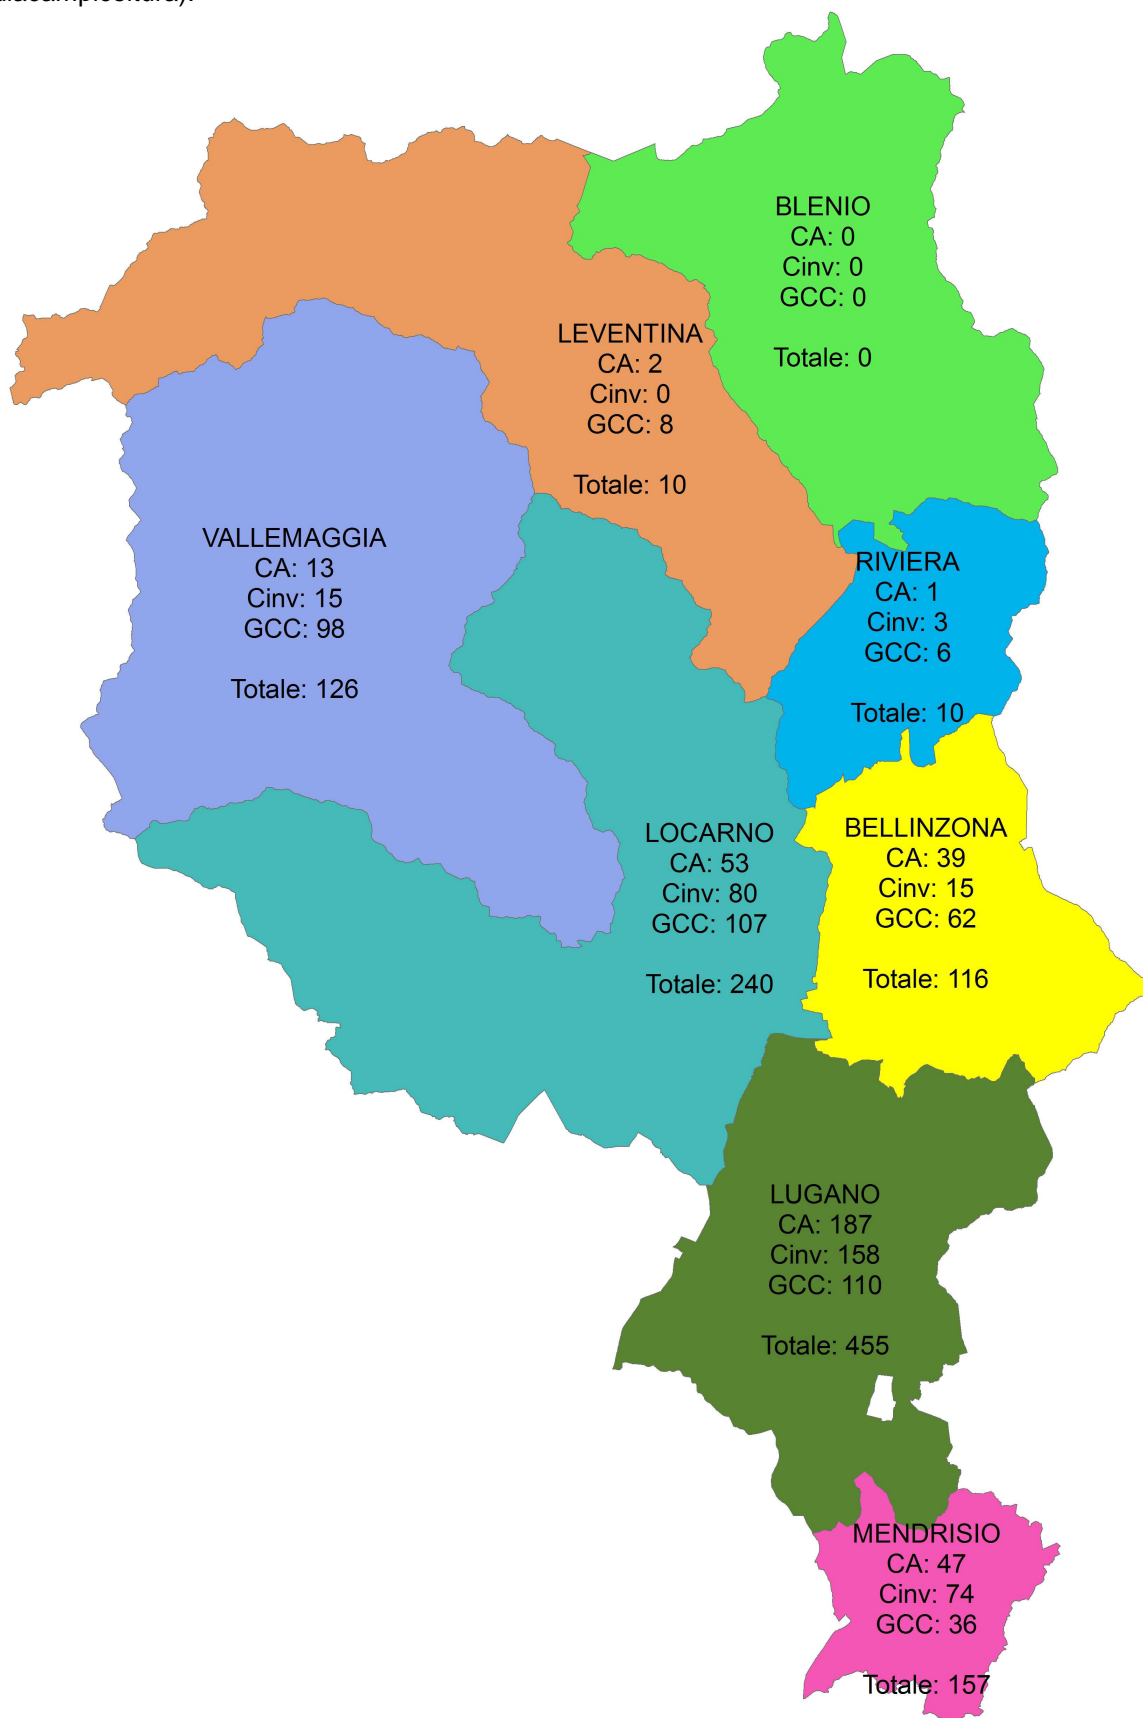 BLENIO
CA: 0
Cinv: 0
GCC: 0
Totale: 0
LEVENTINA
CA: 2
Cinv: 0
GCC: 8
Totale: 10
VALLEMAGGIA
CA: 13
Cinv: 15
GCC: 98
Totale: 126
RIVIERA
CA: 1
Cinv: 3
GCC: 6
Totale: 10
LOCARNO
CA: 53
Cinv: 80
GCC: 107
Totale: 240
BELLINZONA
CA: 39
Cinv: 15
GCC: 62
Totale: 116
LUGANO
CA: 187
Cinv: 158
GCC: 110
Totale: 455
MENDRISIO
CA: 47
Cinv: 74
GCC: 36
Totale: 157